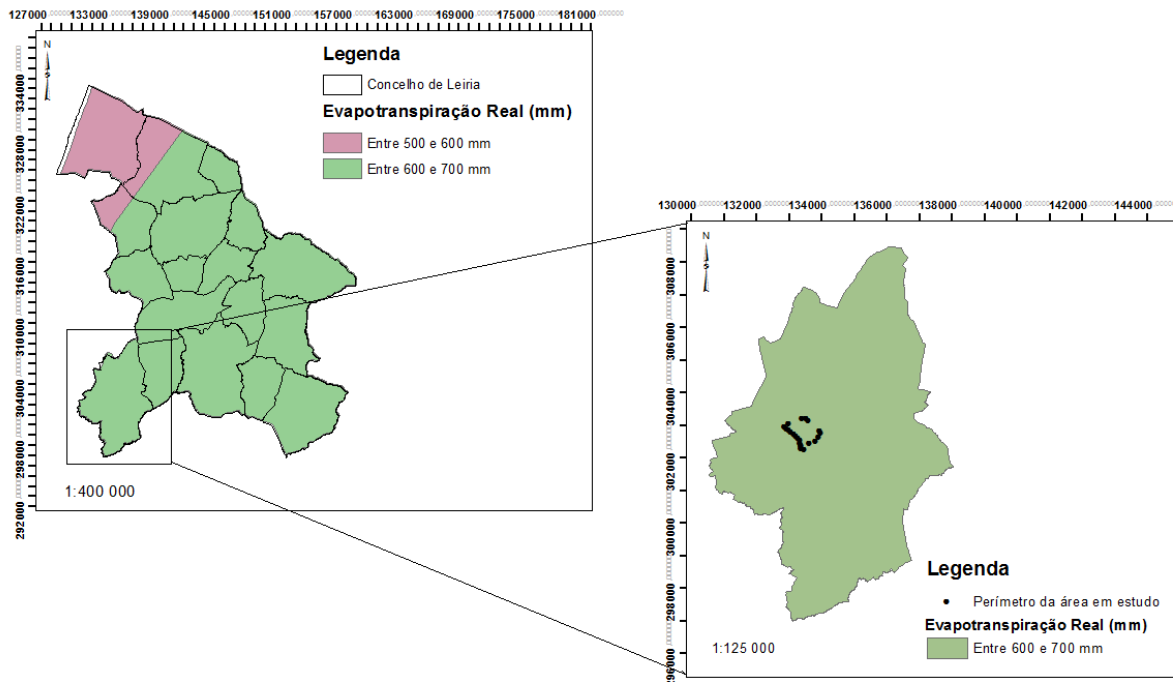 127000 133000 139000 145000 151000 157000 163000 169000 175000 181000
N
S
334000
328000
322000
316000
310000
304000
298000
292000
Legenda
Concelho de Leiria
Evapotranspiração Real (mm)
Entre 500 e 600 mm
Entre 600 e 700 mm
1:400 000
130000 132000 134000 136000 138000 140000 142000 144000
N
S
308000
306000
304000
302000
300000
298000
296000
Legenda
Perímetro da área em estudo
Evapotranspiração Real (mm)
Entre 600 e 700 mm
1:125 000